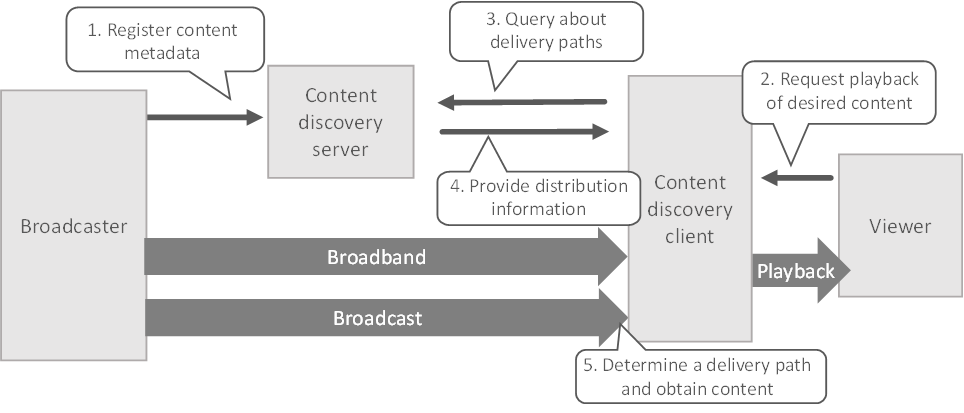 1. Register content
metadata
3. Query about
delivery paths
2. Request playback
of desired content
Content
discovery
server
4. Provide distribution
information
Content
discovery
client
Broadcaster
Viewer
Broadband
Playback
Broadcast
5. Determine a delivery path
and obtain content